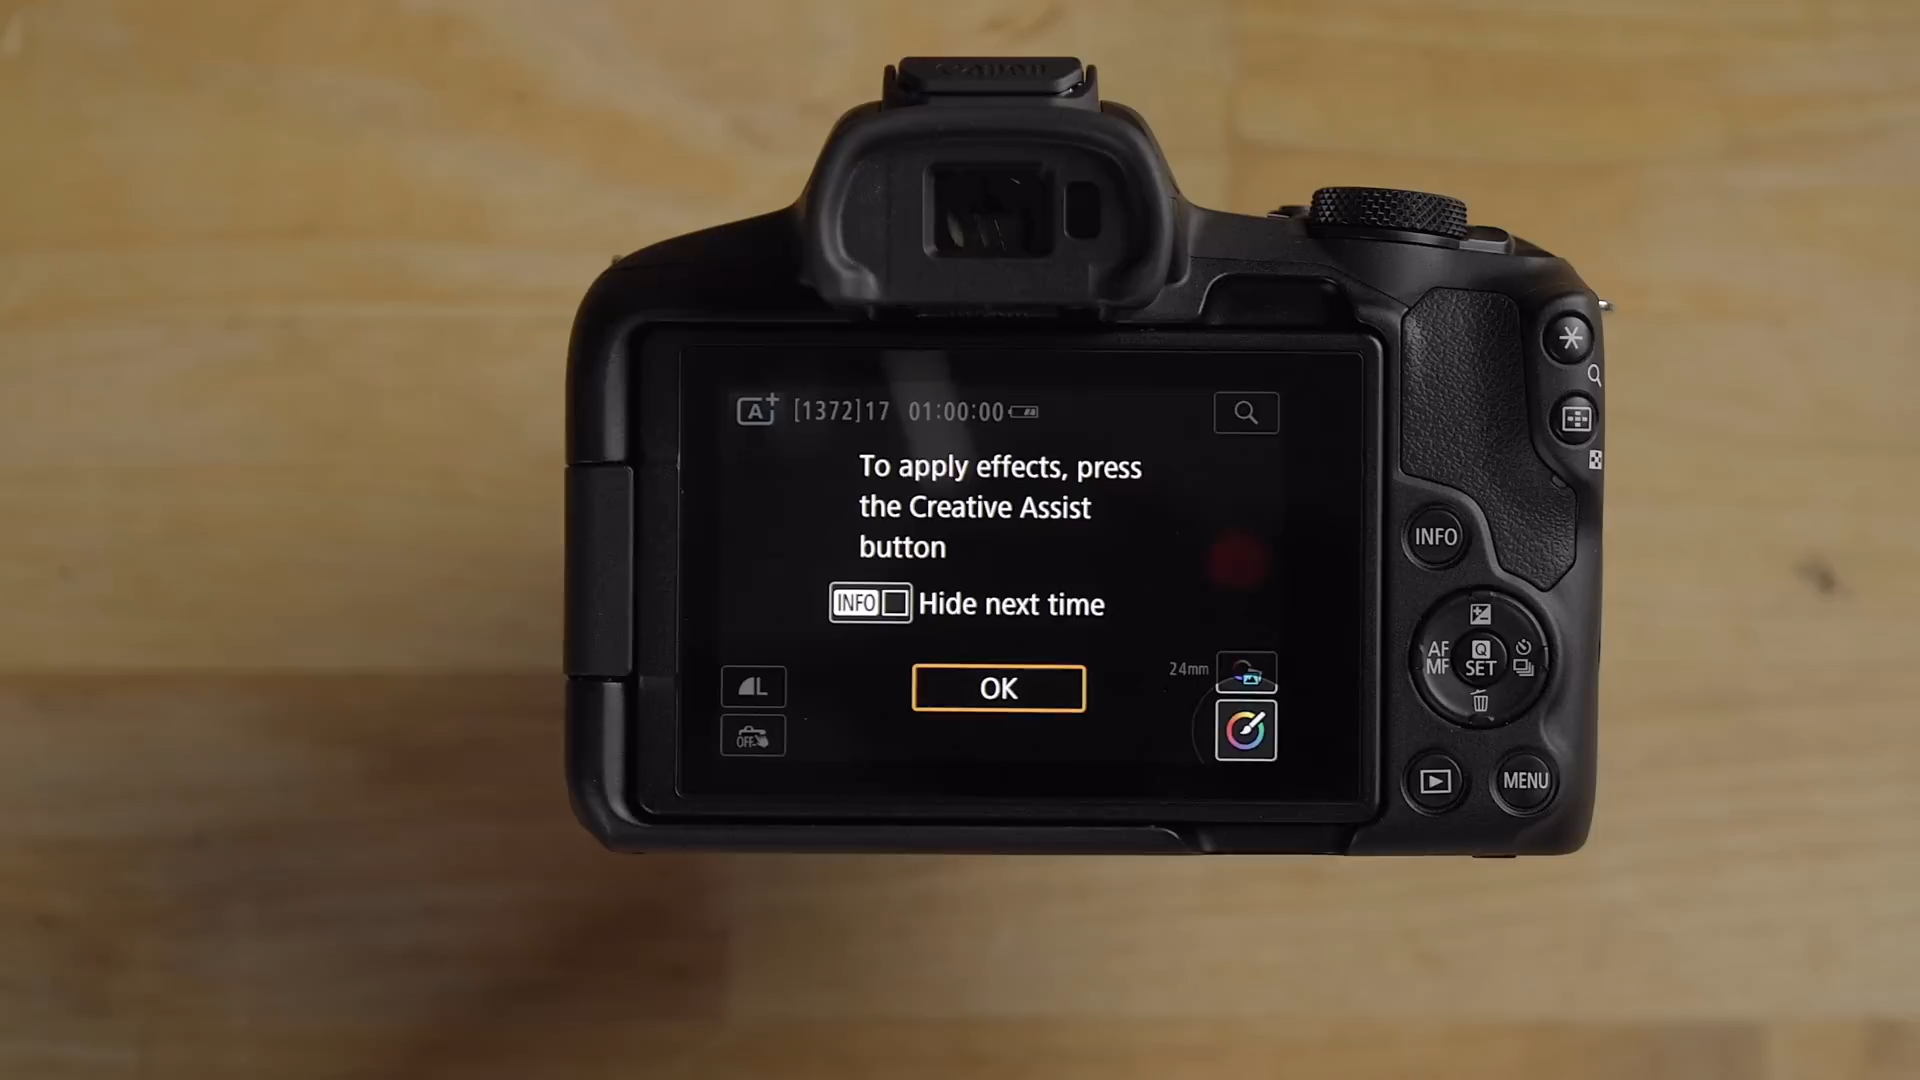 Canon
A+ [1372]17 01:00:00
To apply effects, press
the Creative Assist
button
INFO Hide next time
24mm
L
OK
OFF
INFO
AF
MF
Q
SET
MENU